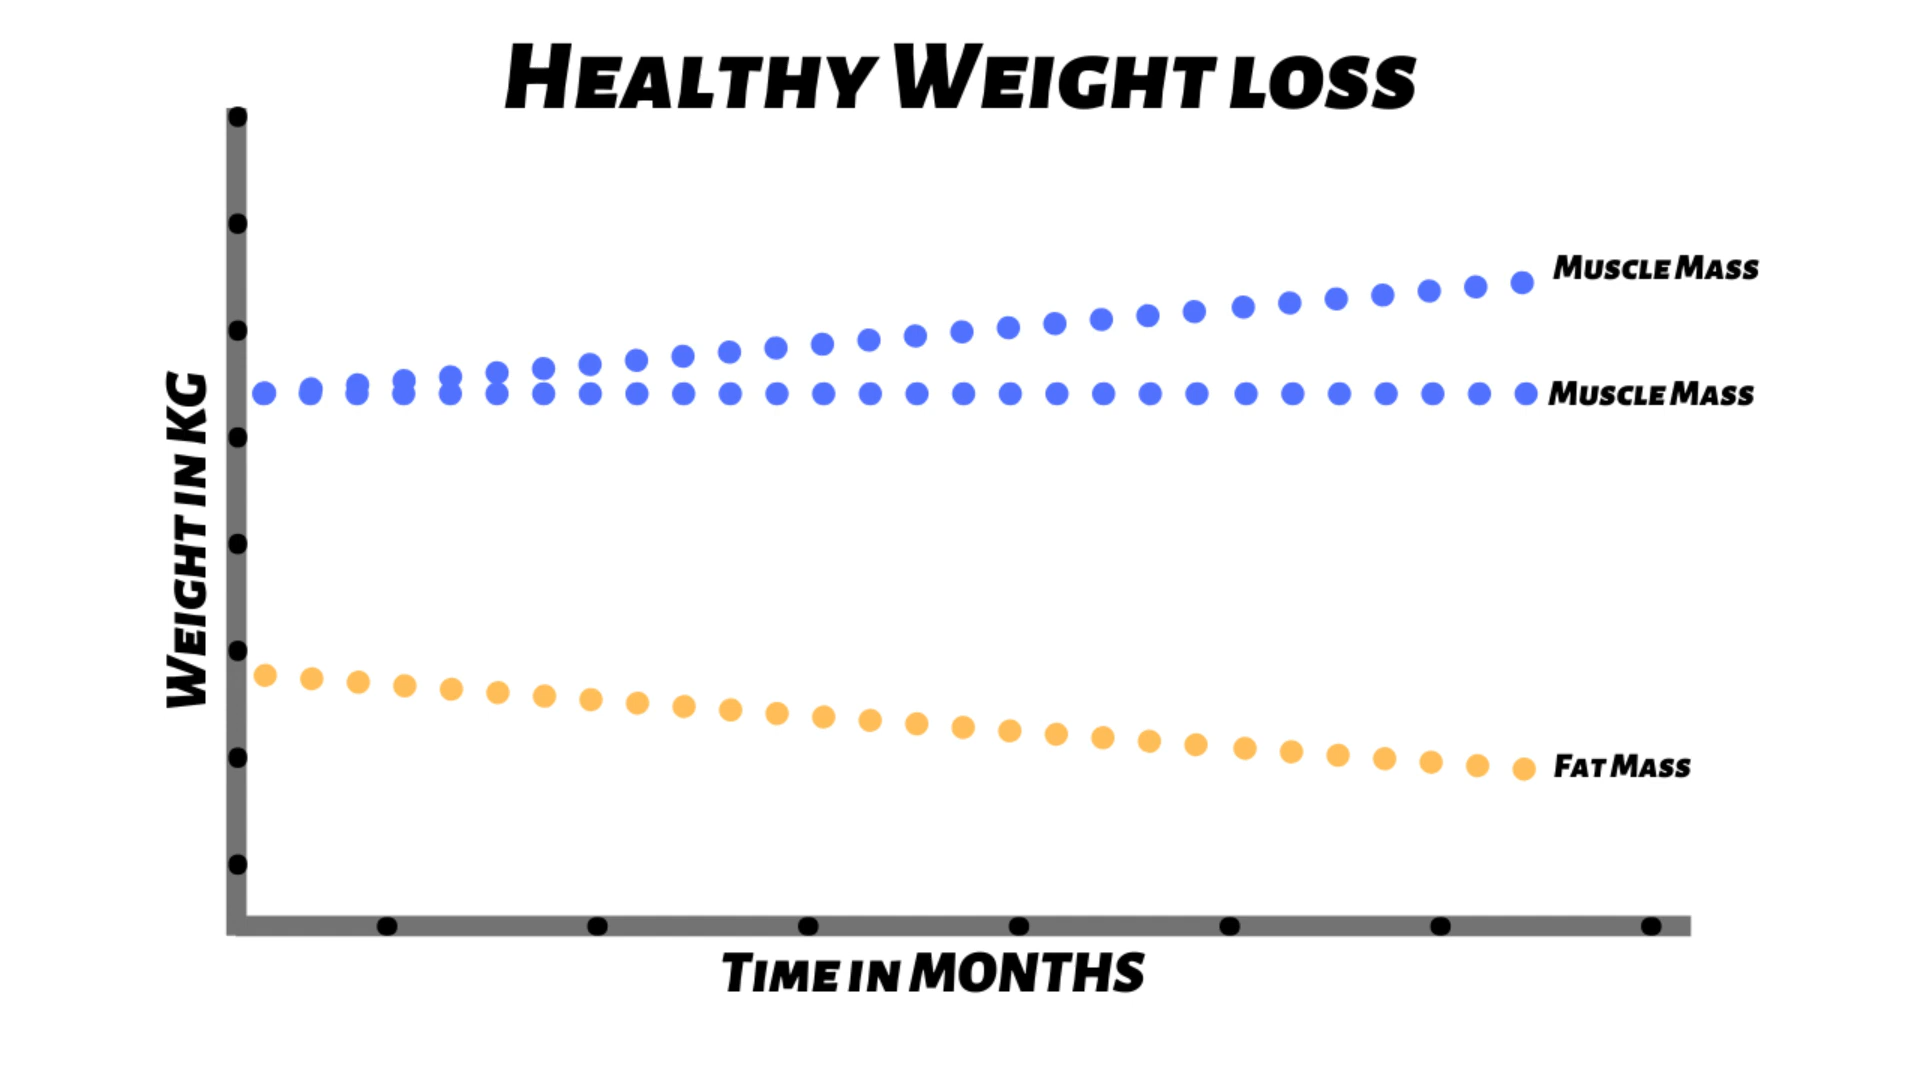 Healthy Weight loss
Muscle Mass
Muscle Mass
Weight in KG
Fat Mass
Time in MONTHS